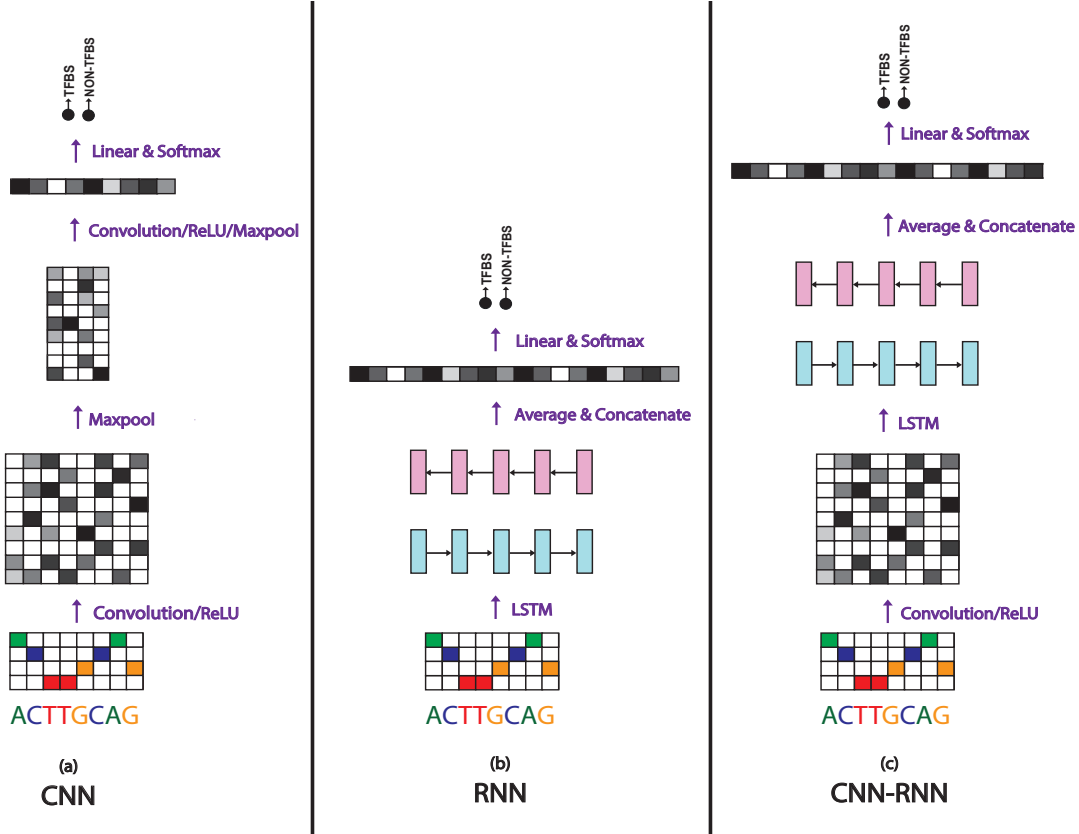 TFBS
NON-TFBS
Linear & Softmax
Convolution/ReLU/Maxpool
Maxpool
Convolution/ReLU
ACTTGCAG
(a)
CNN
TFBS
NON-TFBS
Linear & Softmax
Average & Concatenate
LSTM
ACTTGCAG
(b)
RNN
TFBS
NON-TFBS
Linear & Softmax
Average & Concatenate
LSTM
Convolution/ReLU
ACTTGCAG
(c)
CNN-RNN